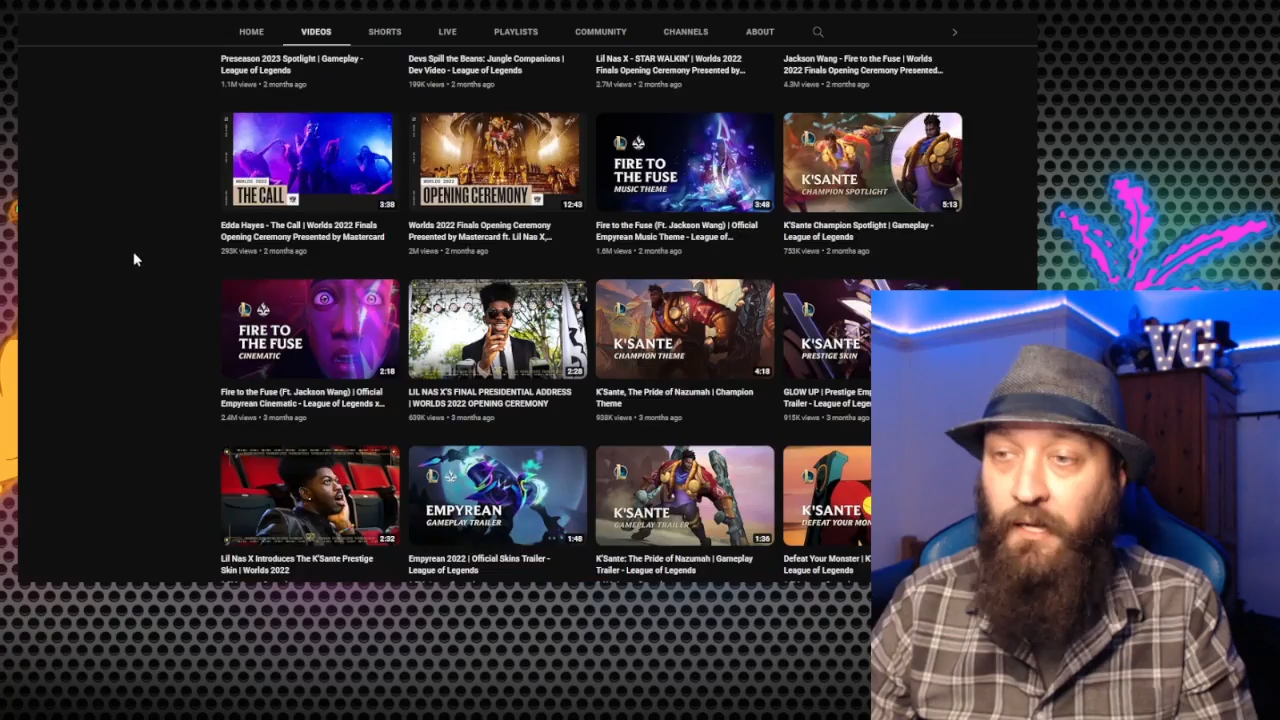 HOME VIDEOS SHORTS LIVE PLAYLISTS COMMUNITY CHANNELS ABOUT
Preseason 2023 Spotlight | Gameplay -
League of Legends
1.1M views • 2 months ago
Devs Spill the Beans: Jungle Companions |
Dev Video - League of Legends
199K views • 2 months ago
Lil Nas X - STAR WALKIN' | Worlds
2022 Finals Opening Ceremony Presented by...
2.7M views • 2 months ago
Jackson Wang - Fire to the Fuse | Worlds
2022 Finals Opening Ceremony Presented...
4.3M views • 2 months ago
WORLDS 2022
THE CALL
3:38
Edda Hayes - The Call | Worlds 2022 Finals
Opening Ceremony Presented by Mastercard
293K views • 2 months ago
WORLDS 2022
OPENING CEREMONY
12:43
Worlds 2022 Finals Opening Ceremony
Presented by Mastercard ft. Lil Nas X,...
2M views • 2 months ago
FIRE TO
THE FUSE
MUSIC THEME
3:48
Fire to the Fuse (Ft. Jackson Wang) | Official
Empyrean Music Theme - League of...
1.6M views • 2 months ago
K'SANTE
CHAMPION SPOTLIGHT
5:13
K'Sante Champion Spotlight | Gameplay -
League of Legends
753K views • 2 months ago
FIRE TO
THE FUSE
CINEMATIC
2:18
Fire to the Fuse (Ft. Jackson Wang) | Official
Empyrean Cinematic - League of Legends x...
2.4M views • 3 months ago
2:28
LIL NAS X'S FINAL PRESIDENTIAL ADDRESS
| WORLDS 2022 OPENING CEREMONY
639K views • 3 months ago
K'SANTE
CHAMPION THEME
4:18
K'Sante, The Pride of Nazumah | Champion
Theme
938K views • 3 months ago
K'SANTE
PRESTIGE SKIN
GLOW UP | Prestige Emp
Trailer - League of Leg
915K views • 3 months
2:32
Lil Nas X Introduces The K'Sante Prestige
Skin | Worlds 2022
EMPYREAN
GAMEPLAY TRAILER
1:48
Empyrean 2022 | Official Skins Trailer -
League of Legends
K'SANTE
GAMEPLAY TRAILER
1:36
K'Sante: The Pride of Nazumah | Gameplay
Trailer - League of Legends
K'SANTE
DEFEAT YOUR MON
Defeat Your Monster | K
League of Legends
VG